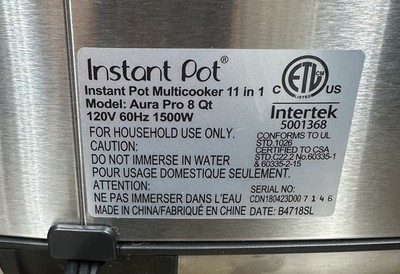 Instant Pot®
Instant Pot Multicooker 11 in 1
Model: Aura Pro 8 Qt
120V 60Hz 1500W
FOR HOUSEHOLD USE ONLY.
CAUTION:
DO NOT IMMERSE IN WATER
POUR USAGE DOMESTIQUE SEULEMENT.
ATTENTION:
NE PAS IMMERSER DANS L'EAU
MADE IN CHINA/FABRIQUÉ EN CHINE
C ETL CM US
LISTED
Intertek
5001368
CONFORMS TO UL
STD.1026
CERTIFIED TO CSA
STD.C22.2 No.60335-1
& 60335-2-15
SERIAL NO:
CDN180423D00 7 1 4 6
DATE: B4718SL